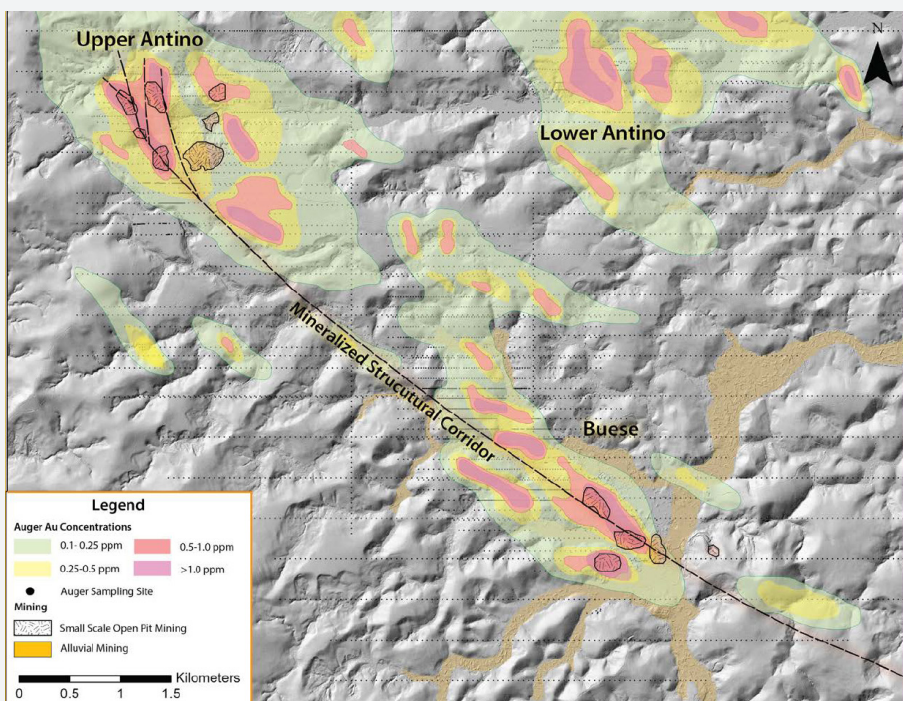 Upper Antino
N
Lower Antino
Mineralized Strucutural Corridor
Buese
Legend
Auger Au Concentrations
0.1- 0.25 ppm
0.5-1.0 ppm
0.25-0.5 ppm
>1.0 ppm
Auger Sampling Site
Mining
Small Scale Open Pit Mining
Alluvial Mining
Kilometers
0 0.5 1 1.5